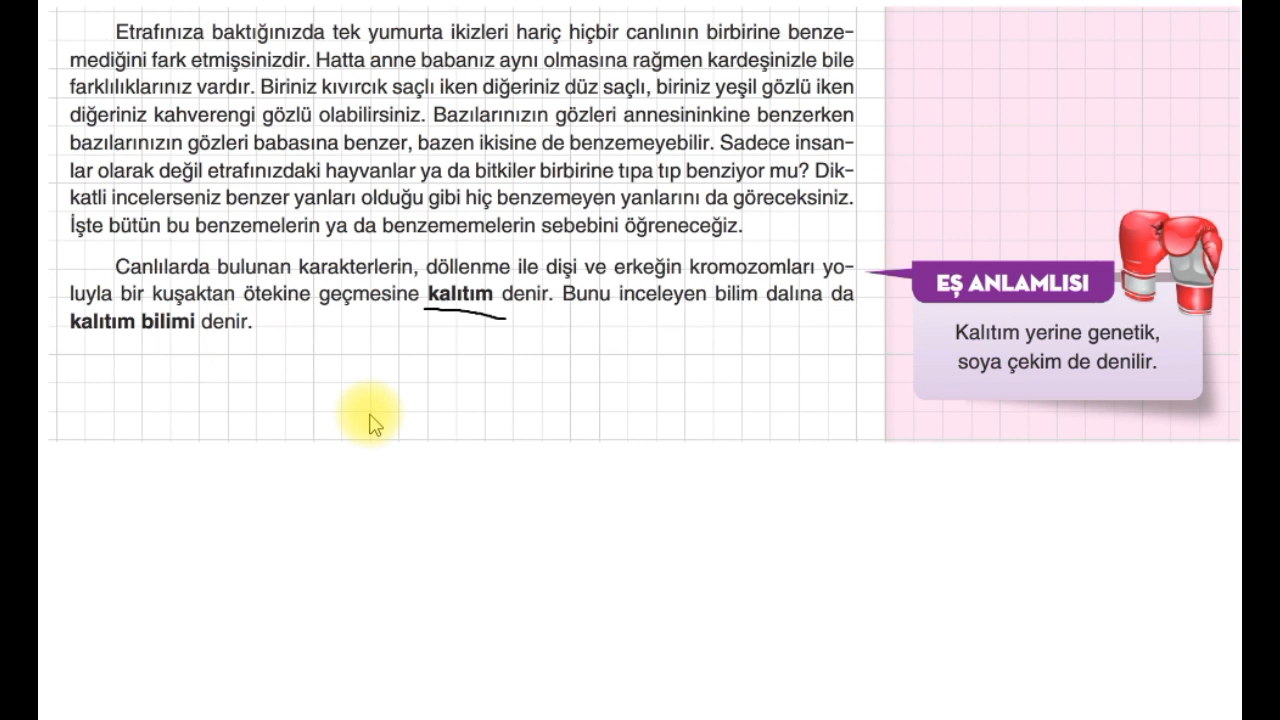 Etrafınıza baktığınızda tek yumurta ikizleri hariç hiçbir canlının birbirine benze-
mediğini fark etmişsinizdir. Hatta anne babanız aynı olmasına rağmen kardeşinizle bile
farklılıklarınız vardır. Biriniz kıvırcık saçlı iken diğeriniz düz saçlı, biriniz yeşil gözlü iken
diğeriniz kahverengi gözlü olabilirsiniz. Bazılarınızın gözleri annesininkine benzerken
bazılarınızın gözleri babasına benzer, bazen ikisine de benzemeyebilir. Sadece insan-
lar olarak değil etrafınızdaki hayvanlar ya da bitkiler birbirine tıpa tıp benziyor mu? Dik-
katli incelerseniz benzer yanları olduğu gibi hiç benzemeyen yanlarını da göreceksiniz.
İşte bütün bu benzemelerin ya da benzememelerin sebebini öğreneceğiz.
Canlılarda bulunan karakterlerin, döllenme ile dişi ve erkeğin kromozomları yo-
luyla bir kuşaktan ötekine geçmesine kalıtım denir. Bunu inceleyen bilim dalına da
kalıtım bilimi denir.
EŞ ANLAMLISI
Kalıtım yerine genetik,
soya çekim de denilir.